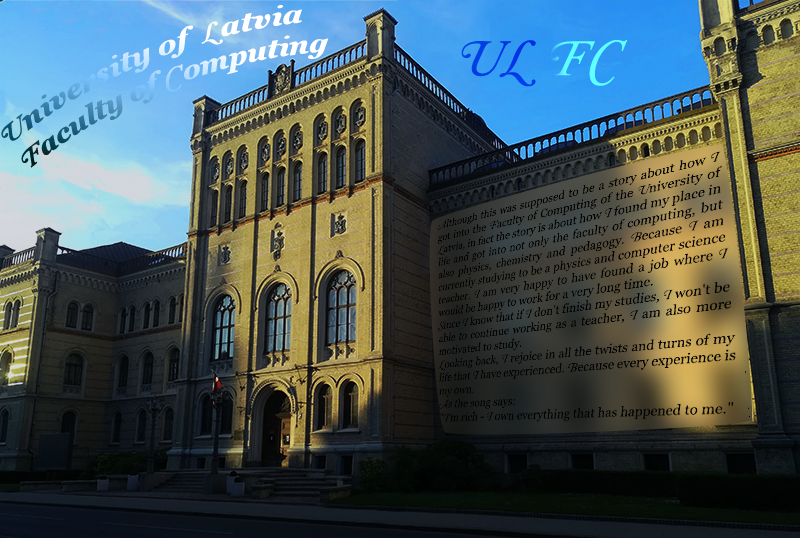 University of Latvia
Faculty of Computing
UL FC
Although this was supposed to be a story about how I
got into the Faculty of Computing of the University of
Latvia, in fact the story is about how I found my place in
life and got into not only the faculty of computing, but
also physics, chemistry and pedagogy. Because I am
currently studying to be a physics and computer science
teacher. I am very happy to have found a job where I
would be happy to work for a very long time.
Since I know that if I don't finish my studies, I won't be
able to continue working as a teacher, I am also more
motivated to study.
Looking back, I rejoice in all the twists and turns of my
life that I have experienced. Because every experience is
my own.
As the song says:
"I'm rich - I own everything that has happened to me."